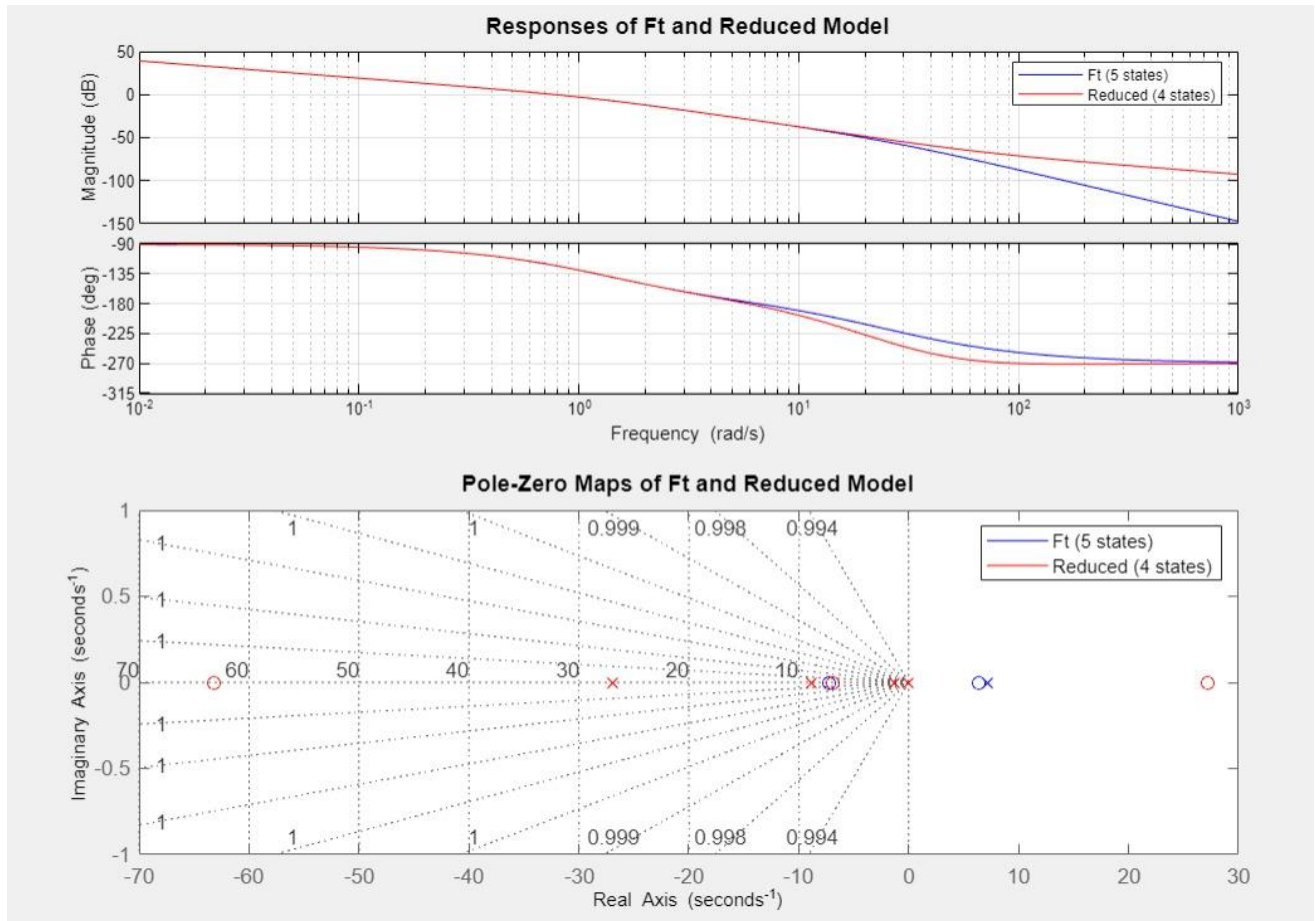 Responses of Ft and Reduced Model
50
0
-50
-100
-150
Magnitude (dB)
Ft (5 states)
Reduced (4 states)
-90
-135
-180
-225
-270
-315
Phase (deg)
10-2 10-1 100 101 102 103
Frequency (rad/s)
Pole-Zero Maps of Ft and Reduced Model
1
0.5
0
-0.5
-1
Imaginary Axis (seconds-1)
1 1 0.999 0.998 0.994
Ft (5 states)
Reduced (4 states)
1
1
1
70 60 50 40 30 20 10
1
1
1
1 1 0.999 0.998 0.994
-70 -60 -50 -40 -30 -20 -10 0 10 20 30
Real Axis (seconds-1)